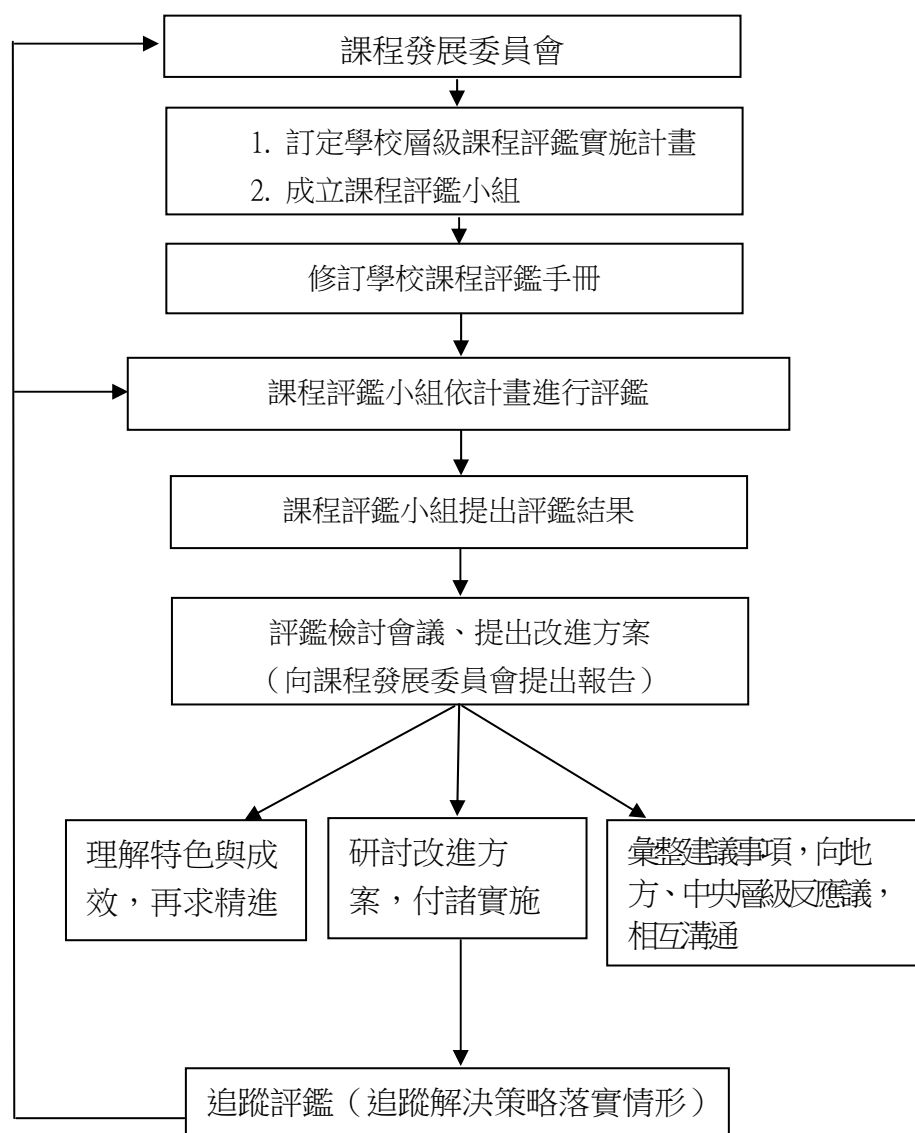 課程發展委員會
1. 訂定學校層級課程評鑑實施計畫
2. 成立課程評鑑小組
修訂學校課程評鑑手冊
課程評鑑小組依計畫進行評鑑
課程評鑑小組提出評鑑結果
評鑑檢討會議、提出改進方案
（向課程發展委員會提出報告）
理解特色與成
效，再求精進
研討改進方
案，付諸實施
彙整建議事項，向地
方、中央層級反應議，
相互溝通
追蹤評鑑（追蹤解決策略落實情形）